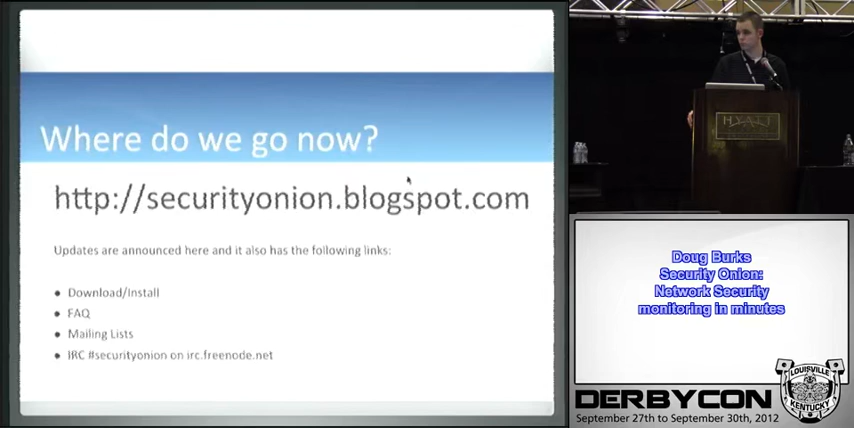 Where do we go now?
http://securityonion.blogspot.com
Updates are announced here and it also has the following links:
• Download/Install
• FAQ
• Mailing Lists
• IRC #securityonion on irc.freenode.net
HYATT
Doug Burks
Security Onion:
Network Security
monitoring in minutes
DERBYCON
September 27th to September 30th, 2012
LOUISVILLE
KENTUCKY